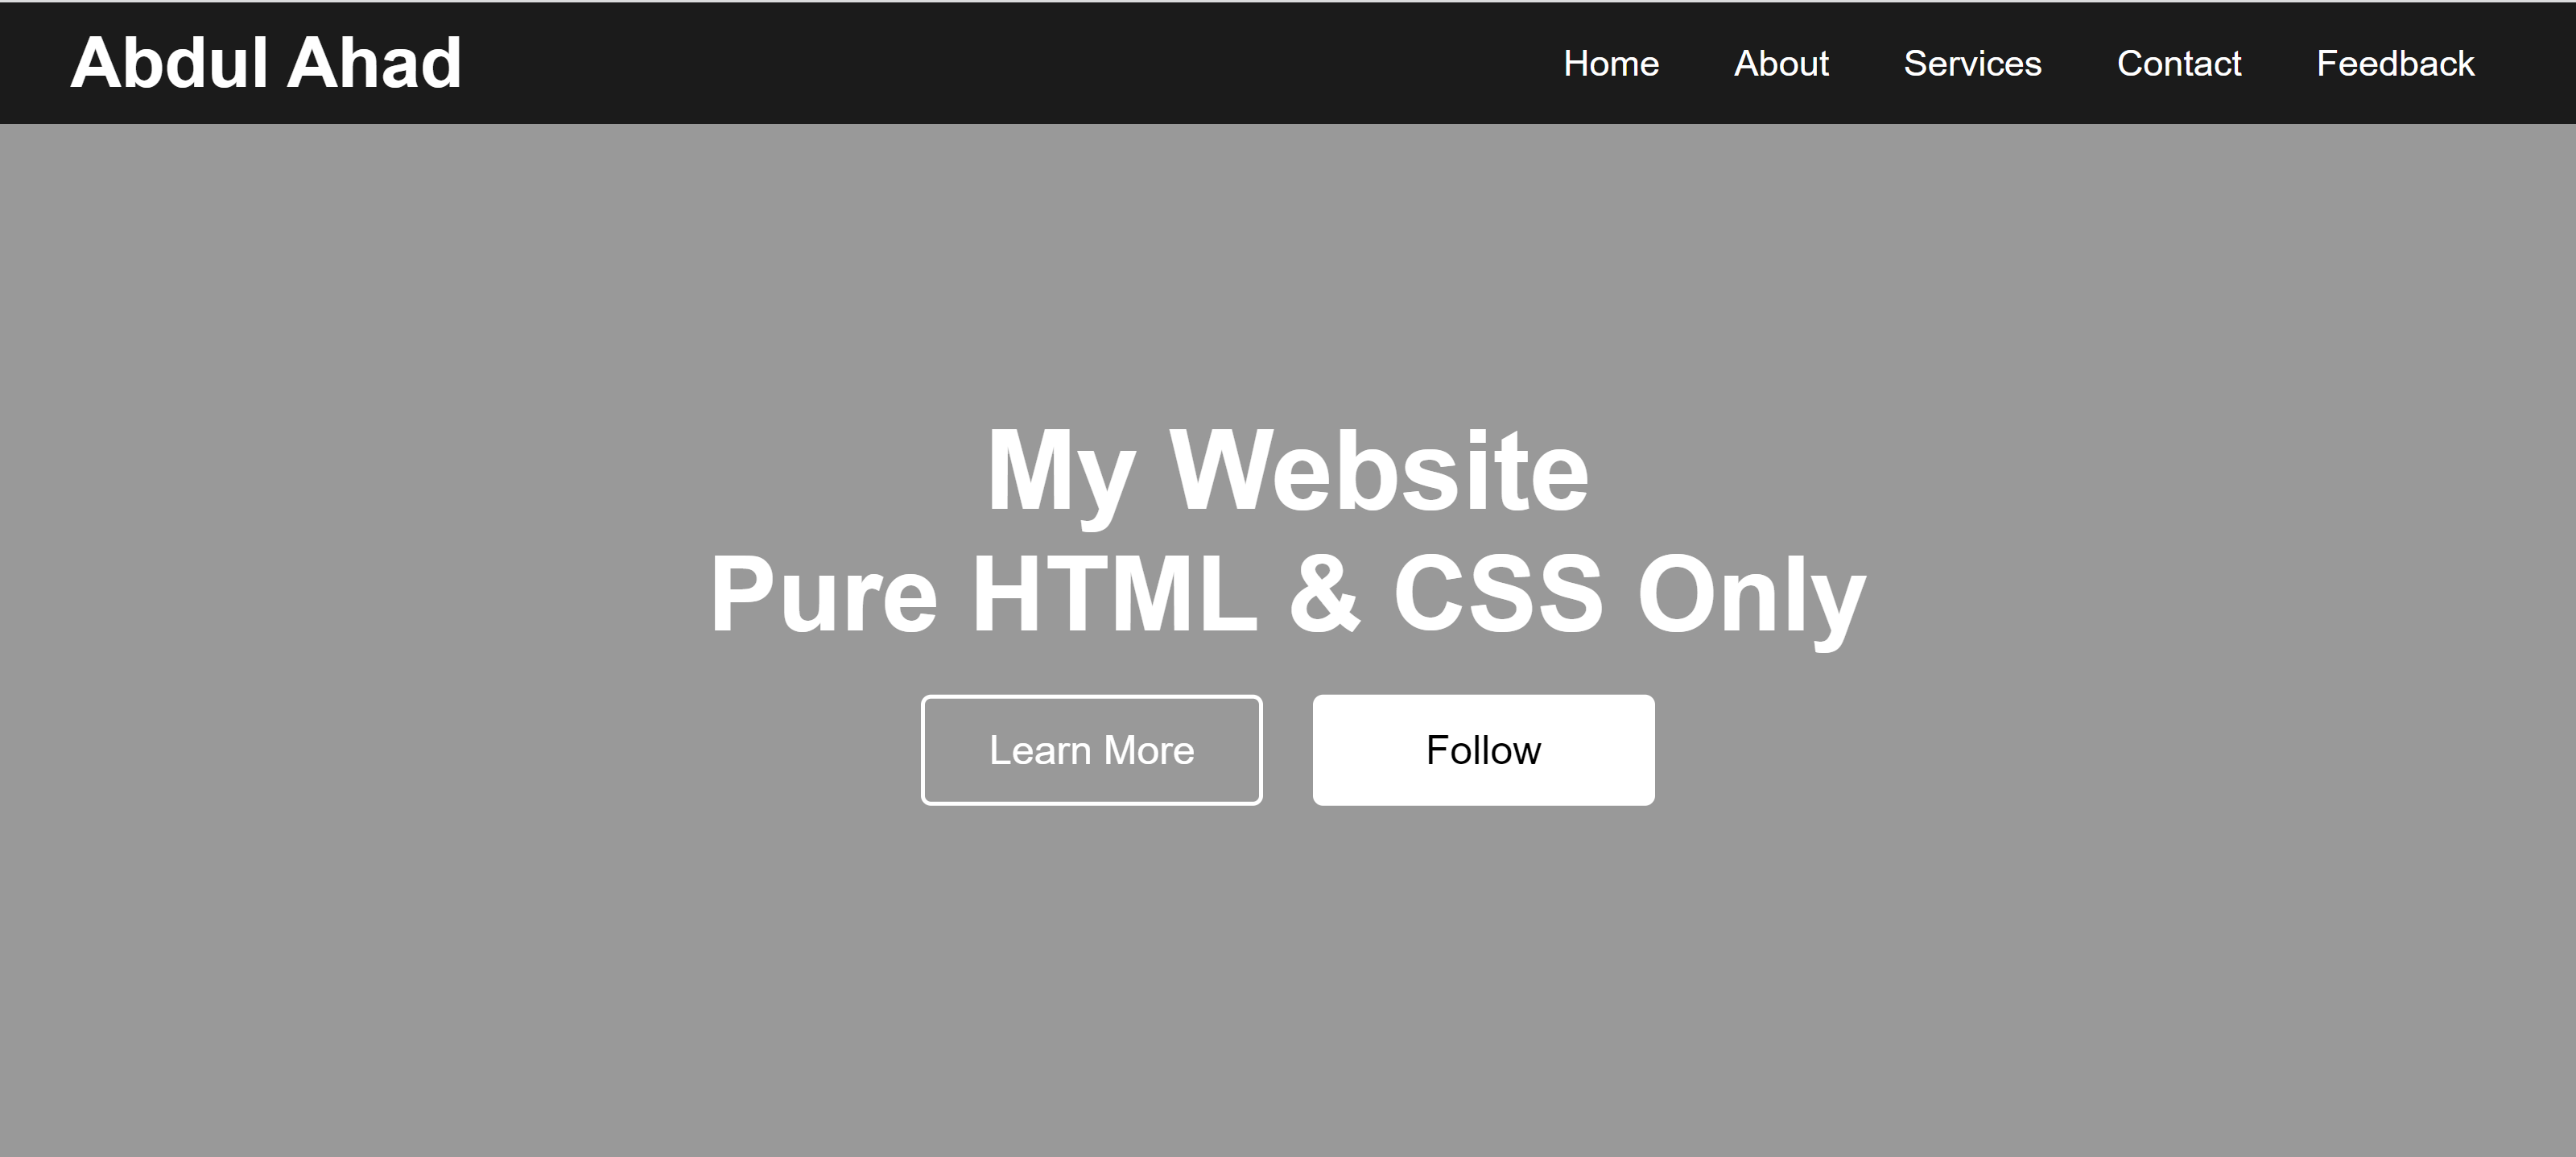 Abdul Ahad
Home About Services Contact Feedback
My Website
Pure HTML & CSS Only
Learn More
Follow